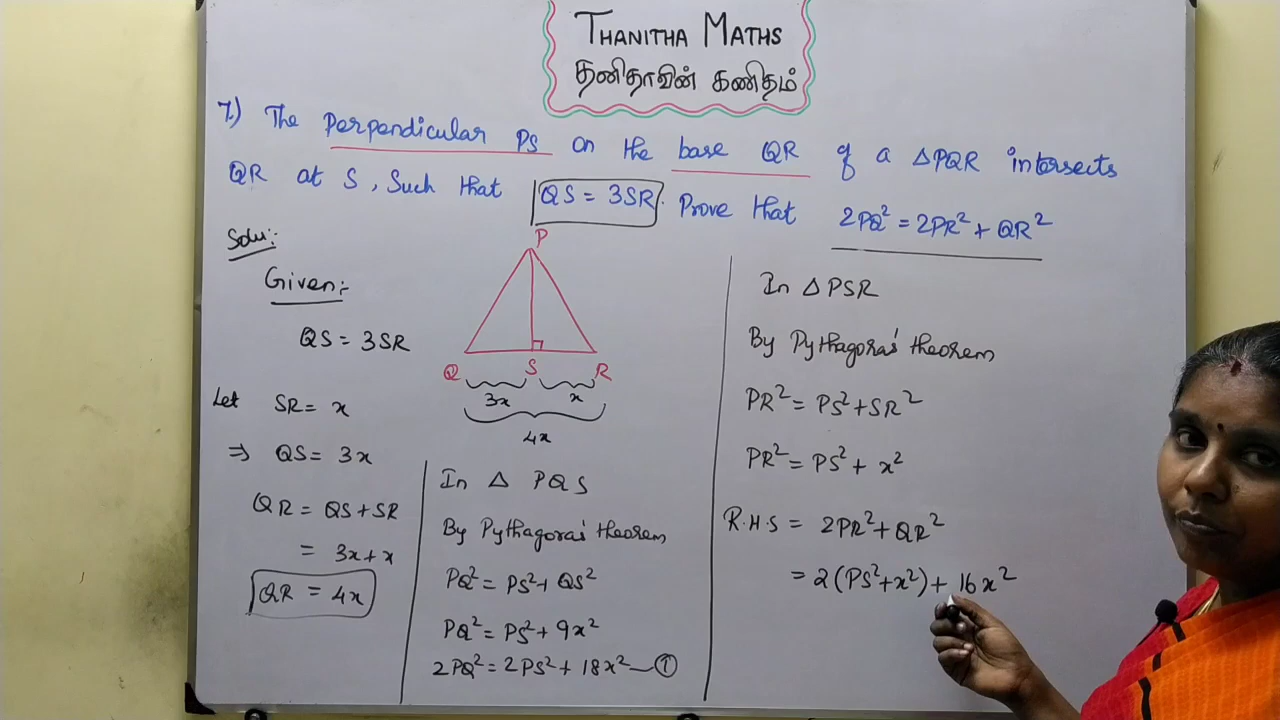 THANITHA MATHS
தனிதாவின் கணிதம்
7.) The Perpendicular PS on the base QR of a △PQR intersects
QR at S, Such that QS = 3SR. Prove that 2PQ² = 2PR² + QR²
Solu:-
Given:-
QS = 3SR
Let SR = x
⇒ QS = 3x
QR = QS + SR
= 3x + x
QR = 4x
P
Q S R
3x x
4x
In △ PQS
By Pythagoras theorem
PQ² = PS² + QS²
PQ² = PS² + 9x²
2PQ² = 2PS² + 18x² — ①
In △ PSR
By Pythagoras' theorem
PR² = PS² + SR²
PR² = PS² + x²
R.H.S = 2PR² + QR²
= 2(PS² + x²) + 16x²